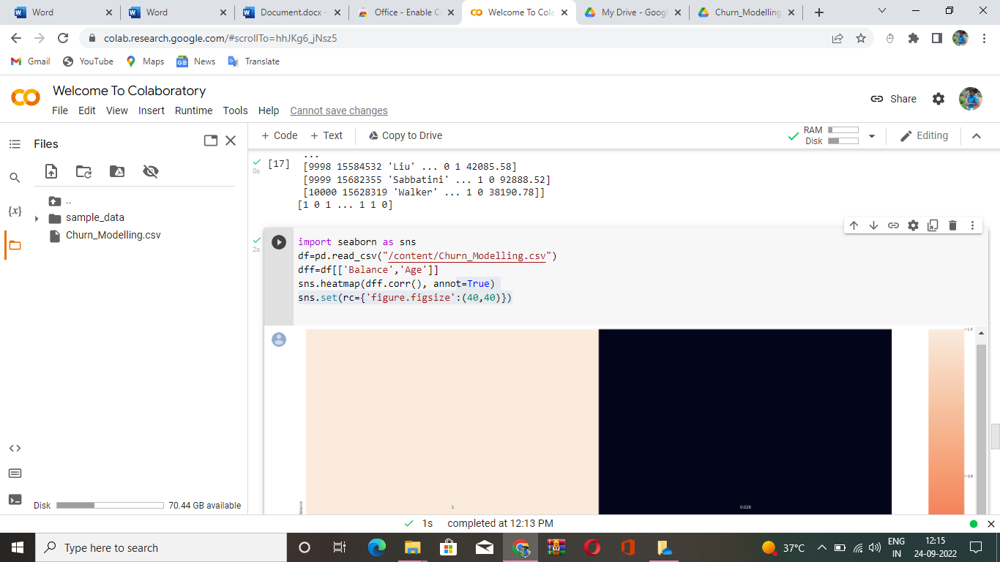 Word
Word
Document.docx -
Office - Enable C
Welcome To Cola
My Drive - Googl
Churn_Modelling
colab.research.google.com/#scrollTo=hhJKg6_jNsz5
Gmail
YouTube
Maps
News
Translate
Welcome To Colaboratory
File Edit View Insert Runtime Tools Help Cannot save changes
Share
Files
+ Code + Text Copy to Drive
RAM
Disk
Editing
..
sample_data
Churn_Modelling.csv
{x}
<>
Disk 70.44 GB available
0s
[17]
...
[9998 15584532 'Liu' ... 0 1 42085.58]
[9999 15682355 'Sabbatini' ... 1 0 92888.52]
[10000 15628319 'Walker' ... 1 0 38190.78]]
[1 0 1 ... 1 1 0]
2s
import seaborn as sns
df=pd.read_csv("/content/Churn_Modelling.csv")
dff=df[['Balance','Age']]
sns.heatmap(dff.corr(), annot=True)
sns.set(rc={'figure.figsize':(40,40)})
1.0
0.8
1
0.028
1s completed at 12:13 PM
Type here to search
37°C
ENG
IN
12:15
24-09-2022